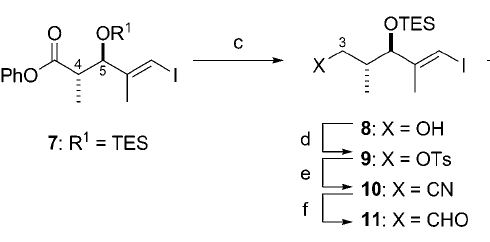 OR¹
O
4
5
PhO
I
7: R¹ = TES
c
OTES
3
X
I
8: X = OH
d
9: X = OTs
e
10: X = CN
f
11: X = CHO